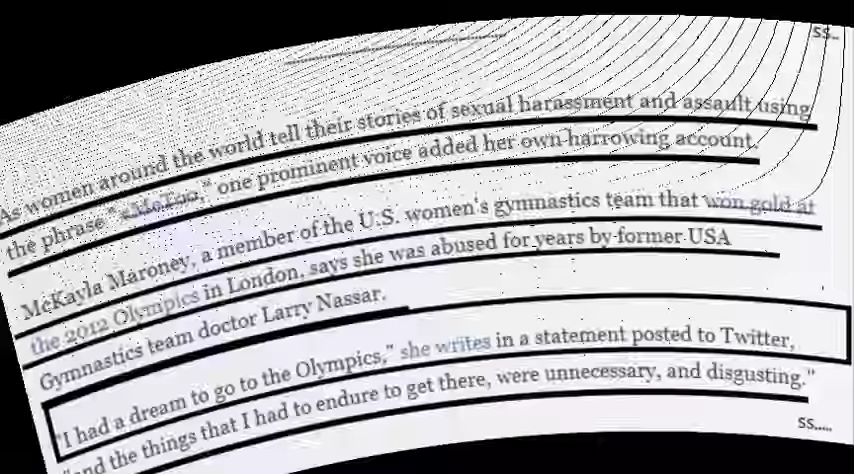 ss..
As women around the world tell their stories of sexual harassment and assault using
the phrase "#MeToo," one prominent voice added her own harrowing account.
McKayla Maroney, a member of the U.S. women's gymnastics team that won gold at
the 2012 Olympics in London, says she was abused for years by former USA
Gymnastics team doctor Larry Nassar.
"I had a dream to go to the Olympics," she writes in a statement posted to Twitter,
"and the things that I had to endure to get there, were unnecessary, and disgusting."
ss.....